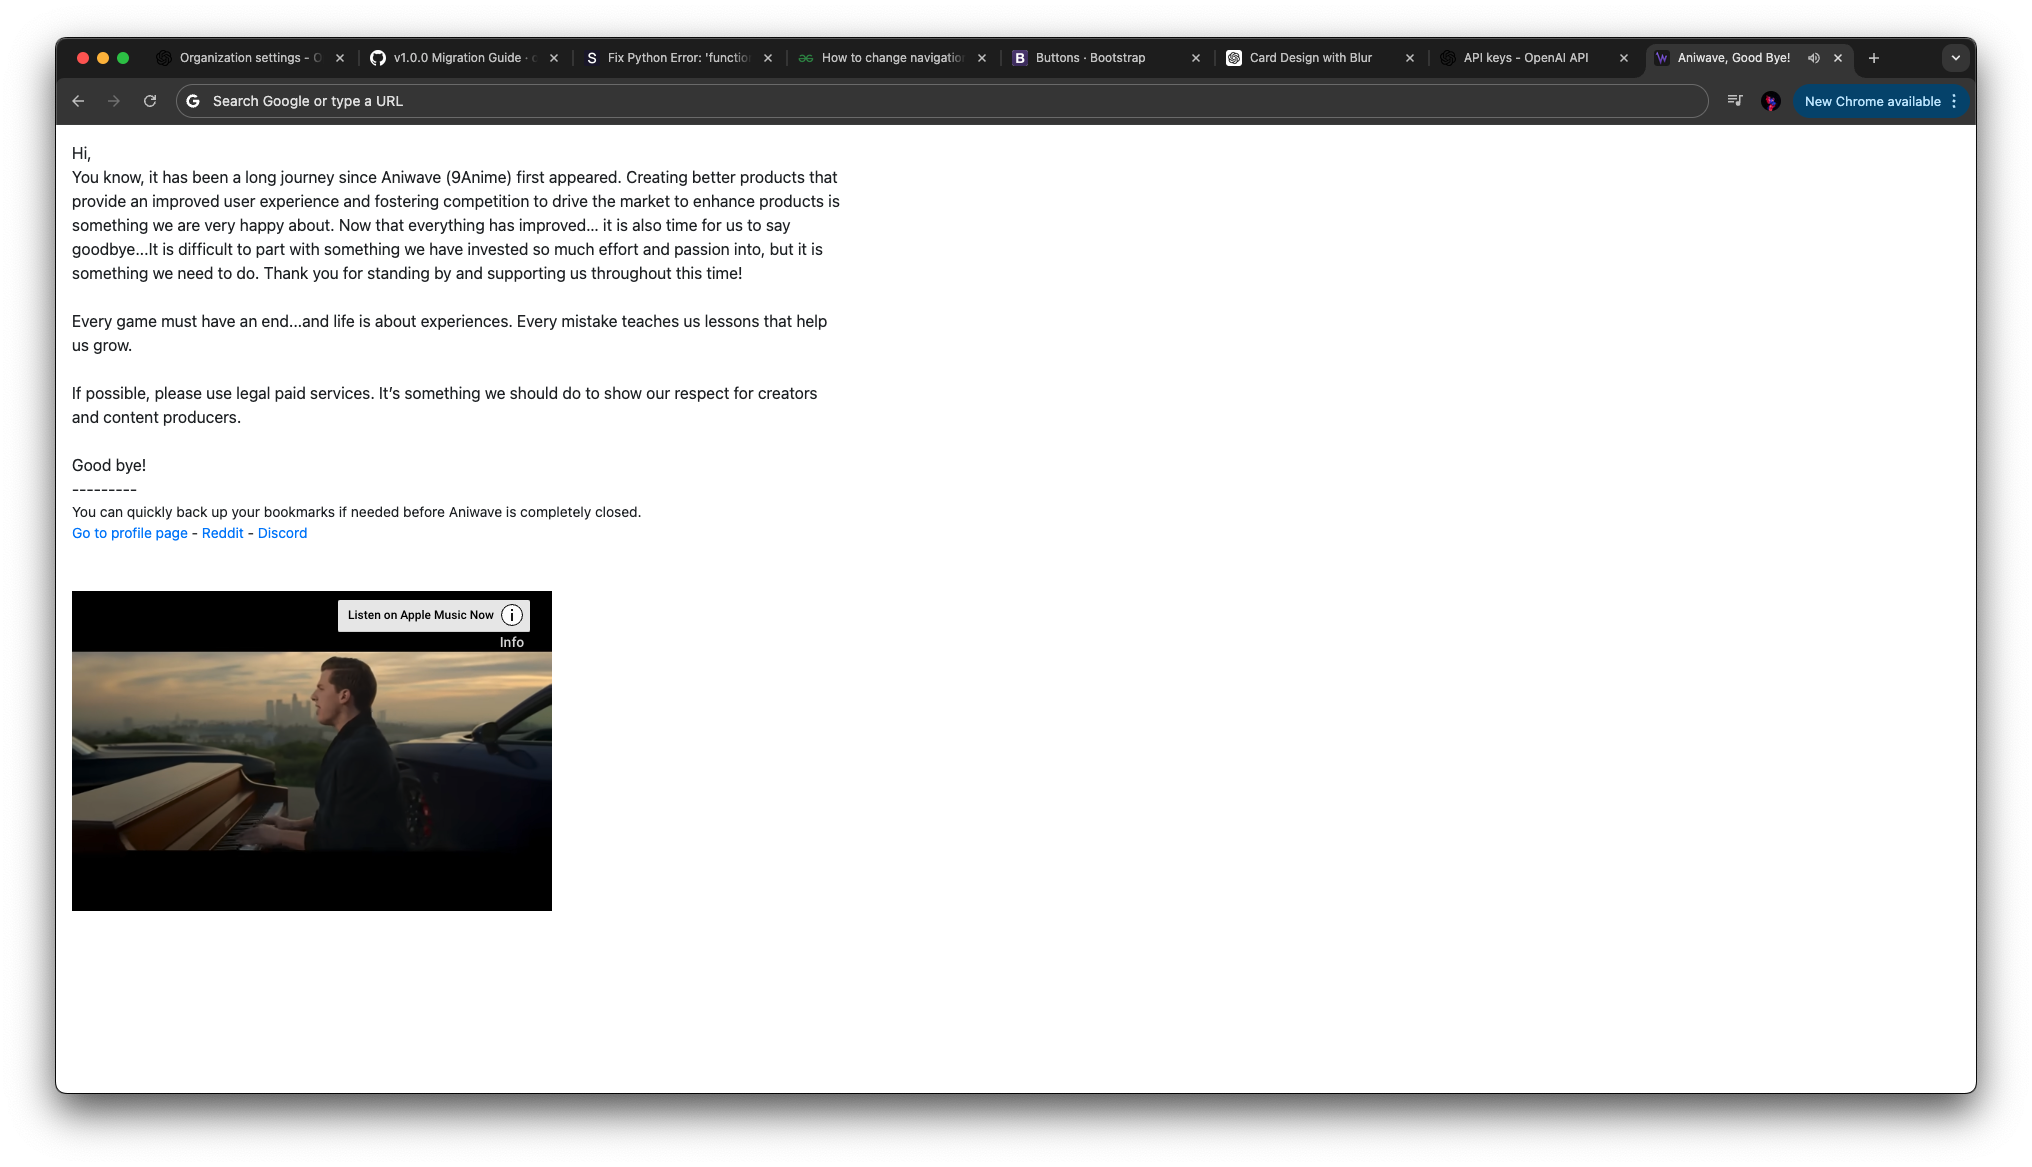 Organization settings - O
v1.0.0 Migration Guide ·
S Fix Python Error: 'functio
How to change navigation
B Buttons · Bootstrap
Card Design with Blur
API keys - OpenAI API
W Aniwave, Good Bye!
G Search Google or type a URL
New Chrome available
Hi,
You know, it has been a long journey since Aniwave (9Anime) first appeared. Creating better products that
provide an improved user experience and fostering competition to drive the market to enhance products is
something we are very happy about. Now that everything has improved... it is also time for us to say
goodbye...It is difficult to part with something we have invested so much effort and passion into, but it is
something we need to do. Thank you for standing by and supporting us throughout this time!
Every game must have an end...and life is about experiences. Every mistake teaches us lessons that help
us grow.
If possible, please use legal paid services. It's something we should do to show our respect for creators
and content producers.
Good bye!
---------
You can quickly back up your bookmarks if needed before Aniwave is completely closed.
Go to profile page - Reddit - Discord
Listen on Apple Music Now
Info